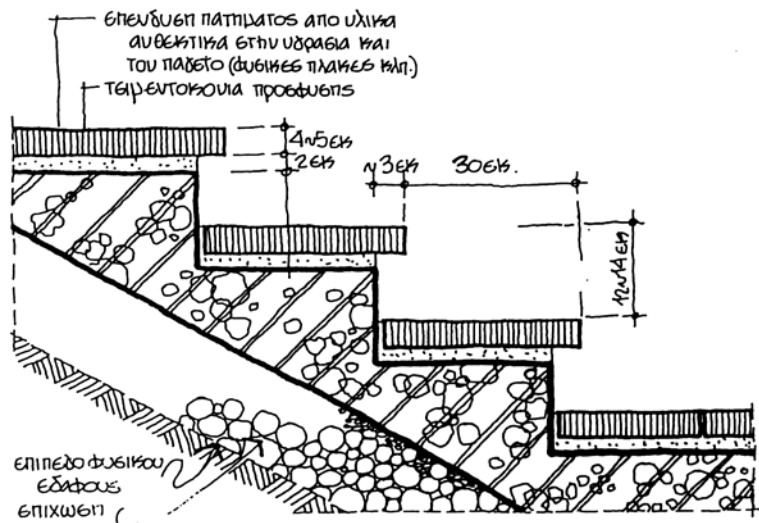 επενδυση πατηματος απο υλικα
ανθεκτικα στην υγρασια και
τον παγετο (φυσικες πλακες κλπ.)
τσιμεντοκονια προσφυσης
4~5εκ
2εκ
~3εκ
30εκ.
12~14εκ
επιπεδο φυσικου
εδαφους
επιχωση